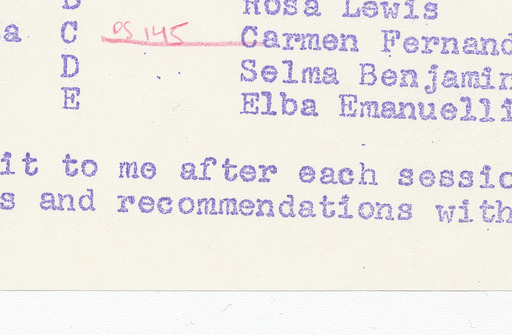 Rosa Lewis
a C PS 145 Carmen Fernand
D Selma Benjamin
E Elba Emanuelli
it to me after each sessio
s and recommendations with